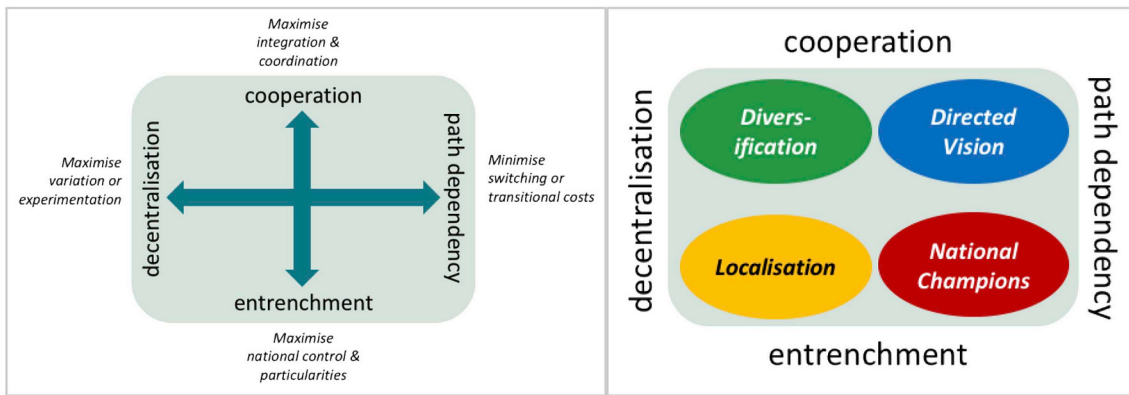 Maximise
integration &
coordination
cooperation
decentralisation
path dependency
Maximise
variation or
experimentation
Minimise
switching or
transitional costs
entrenchment
Maximise
national control &
particularities
cooperation
decentralisation
path dependency
Divers-
ification
Directed
Vision
Localisation
National
Champions
entrenchment